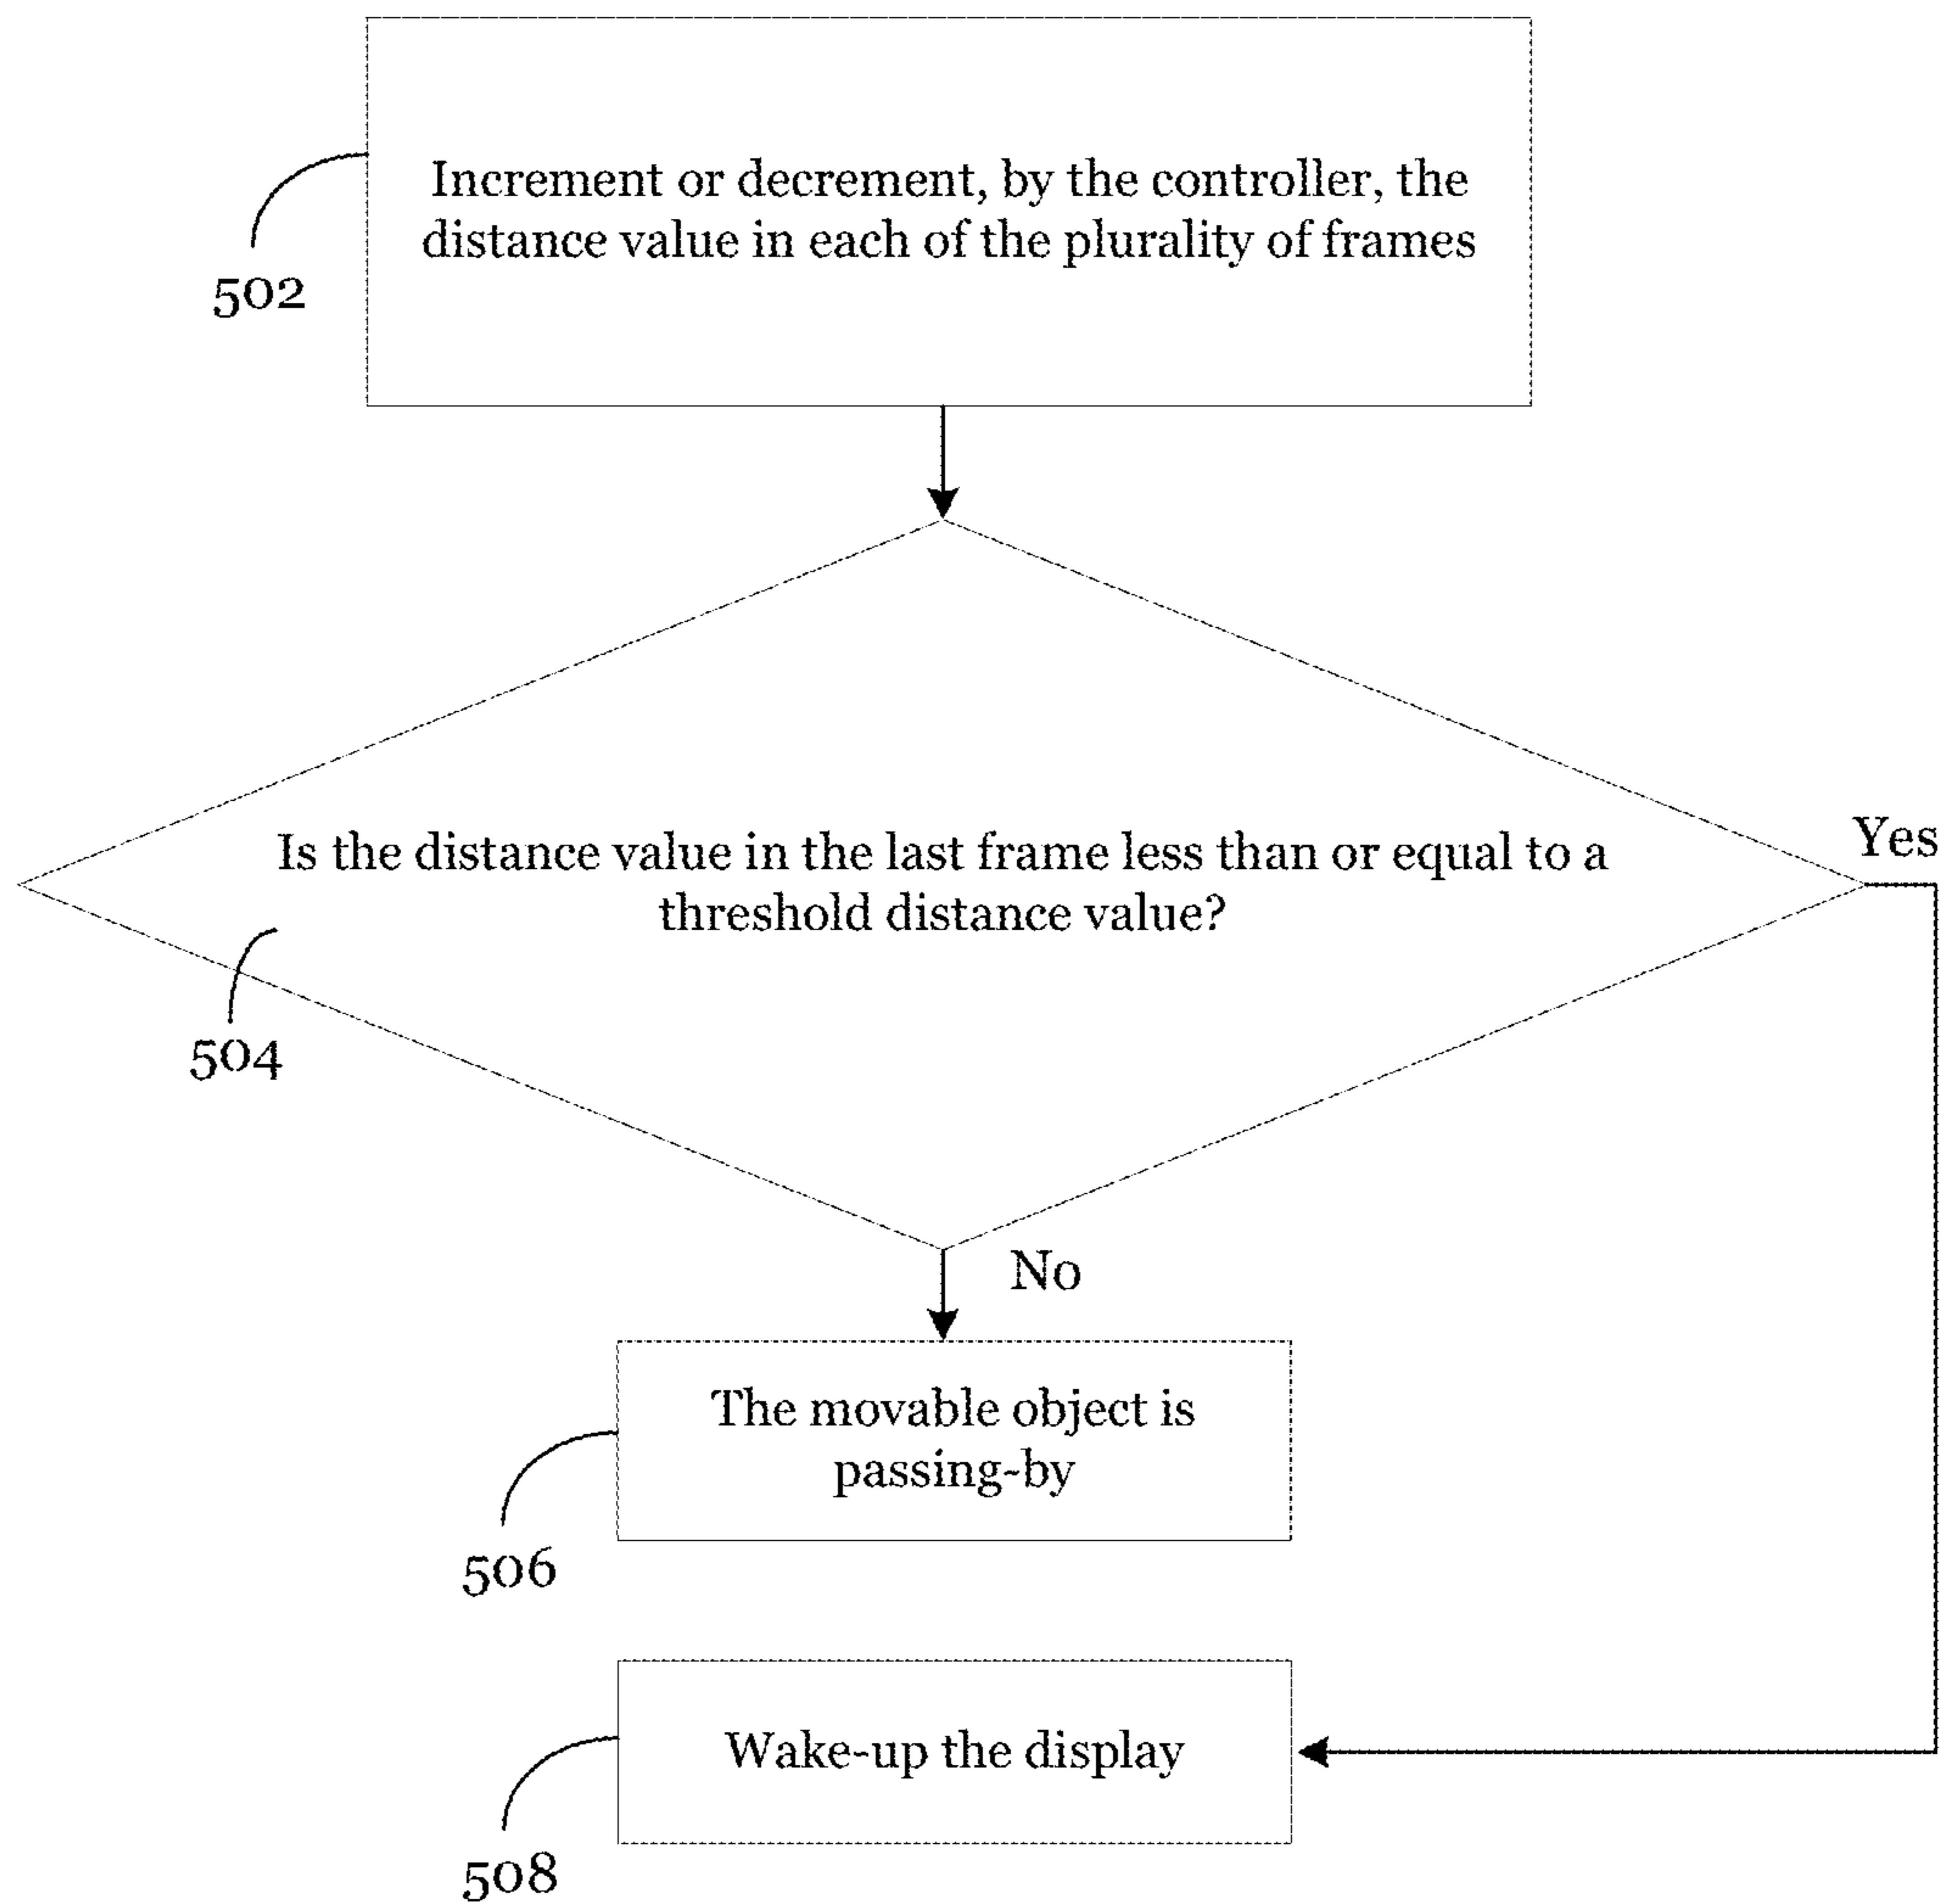 Increment or decrement, by the controller, the
distance value in each of the plurality of frames
502
Yes
Is the distance value in the last frame less than or equal to a
threshold distance value?
504
No
The movable object is
passing-by
506
Wake-up the display
508